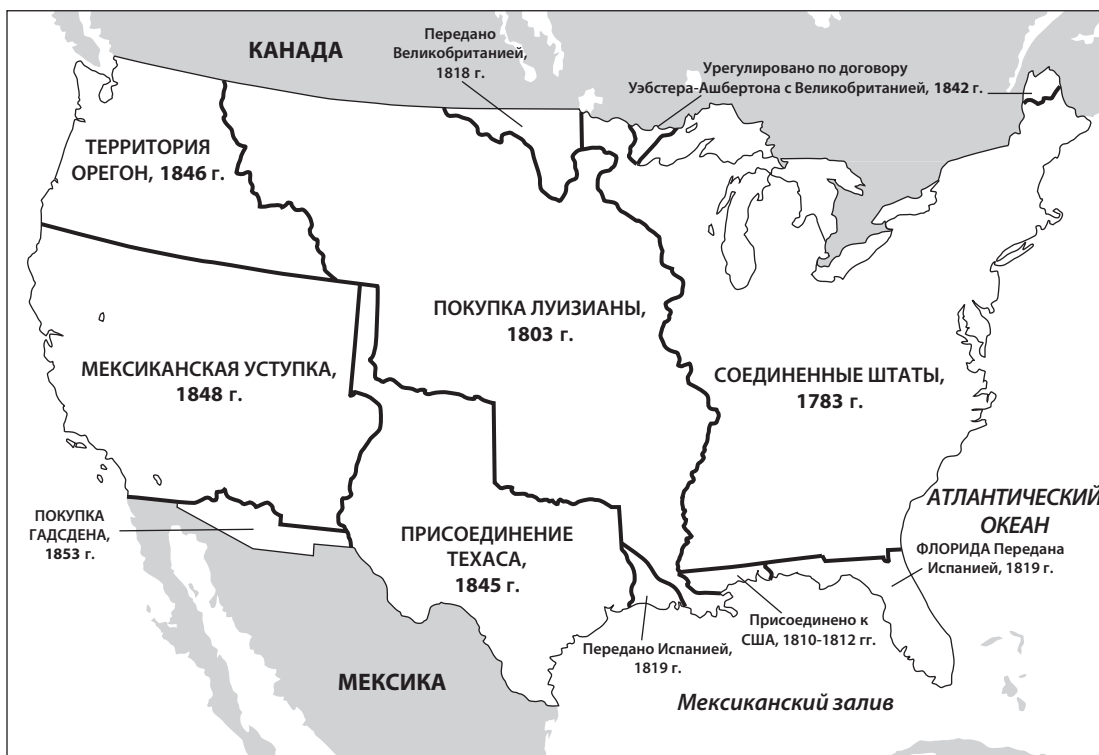 КАНАДА
Передано
Великобританией,
1818 г.
Урегулировано по договору
Уэбстера-Ашбертона с Великобританией, 1842 г.
ТЕРРИТОРИЯ
ОРЕГОН, 1846 г.
ПОКУПКА ЛУИЗИАНЫ,
1803 г.
МЕКСИКАНСКАЯ УСТУПКА,
1848 г.
СОЕДИНЕННЫЕ ШТАТЫ,
1783 г.
ПОКУПКА
ГАДСДЕНА,
1853 г.
ПРИСОЕДИНЕНИЕ
ТЕХАСА,
1845 г.
АТЛАНТИЧЕСКИЙ
ОКЕАН
ФЛОРИДА Передана
Испанией, 1819 г.
Присоединено к
США, 1810-1812 гг.
Передано Испанией,
1819 г.
МЕКСИКА
Мексиканский залив